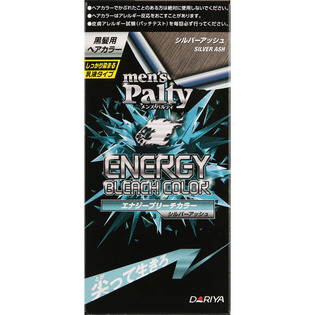 ●ヘアカラーでかぶれたことのある方は絶対に使用しないでください。
●ヘアカラーはアレルギー反応をおこすことがあります。
●皮膚アレルギー試験(パッチテスト)を毎回必ず行ってください。
黒髪用
ヘアカラー
しっかり染まる
乳液タイプ
シルバーアッシュ
SILVER ASH
men's
Palty
メンズパルティ
ENERGY
BLEACH COLOR
エナジーブリーチカラー
シルバーアッシュ
尖って生きろ
DARIYA